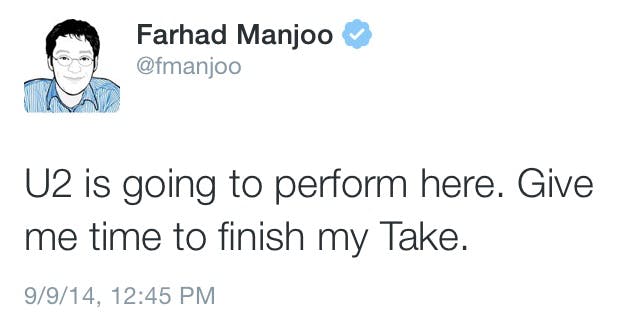 Farhad Manjoo
@fmanjoo
U2 is going to perform here. Give
me time to finish my Take.
9/9/14, 12:45 PM